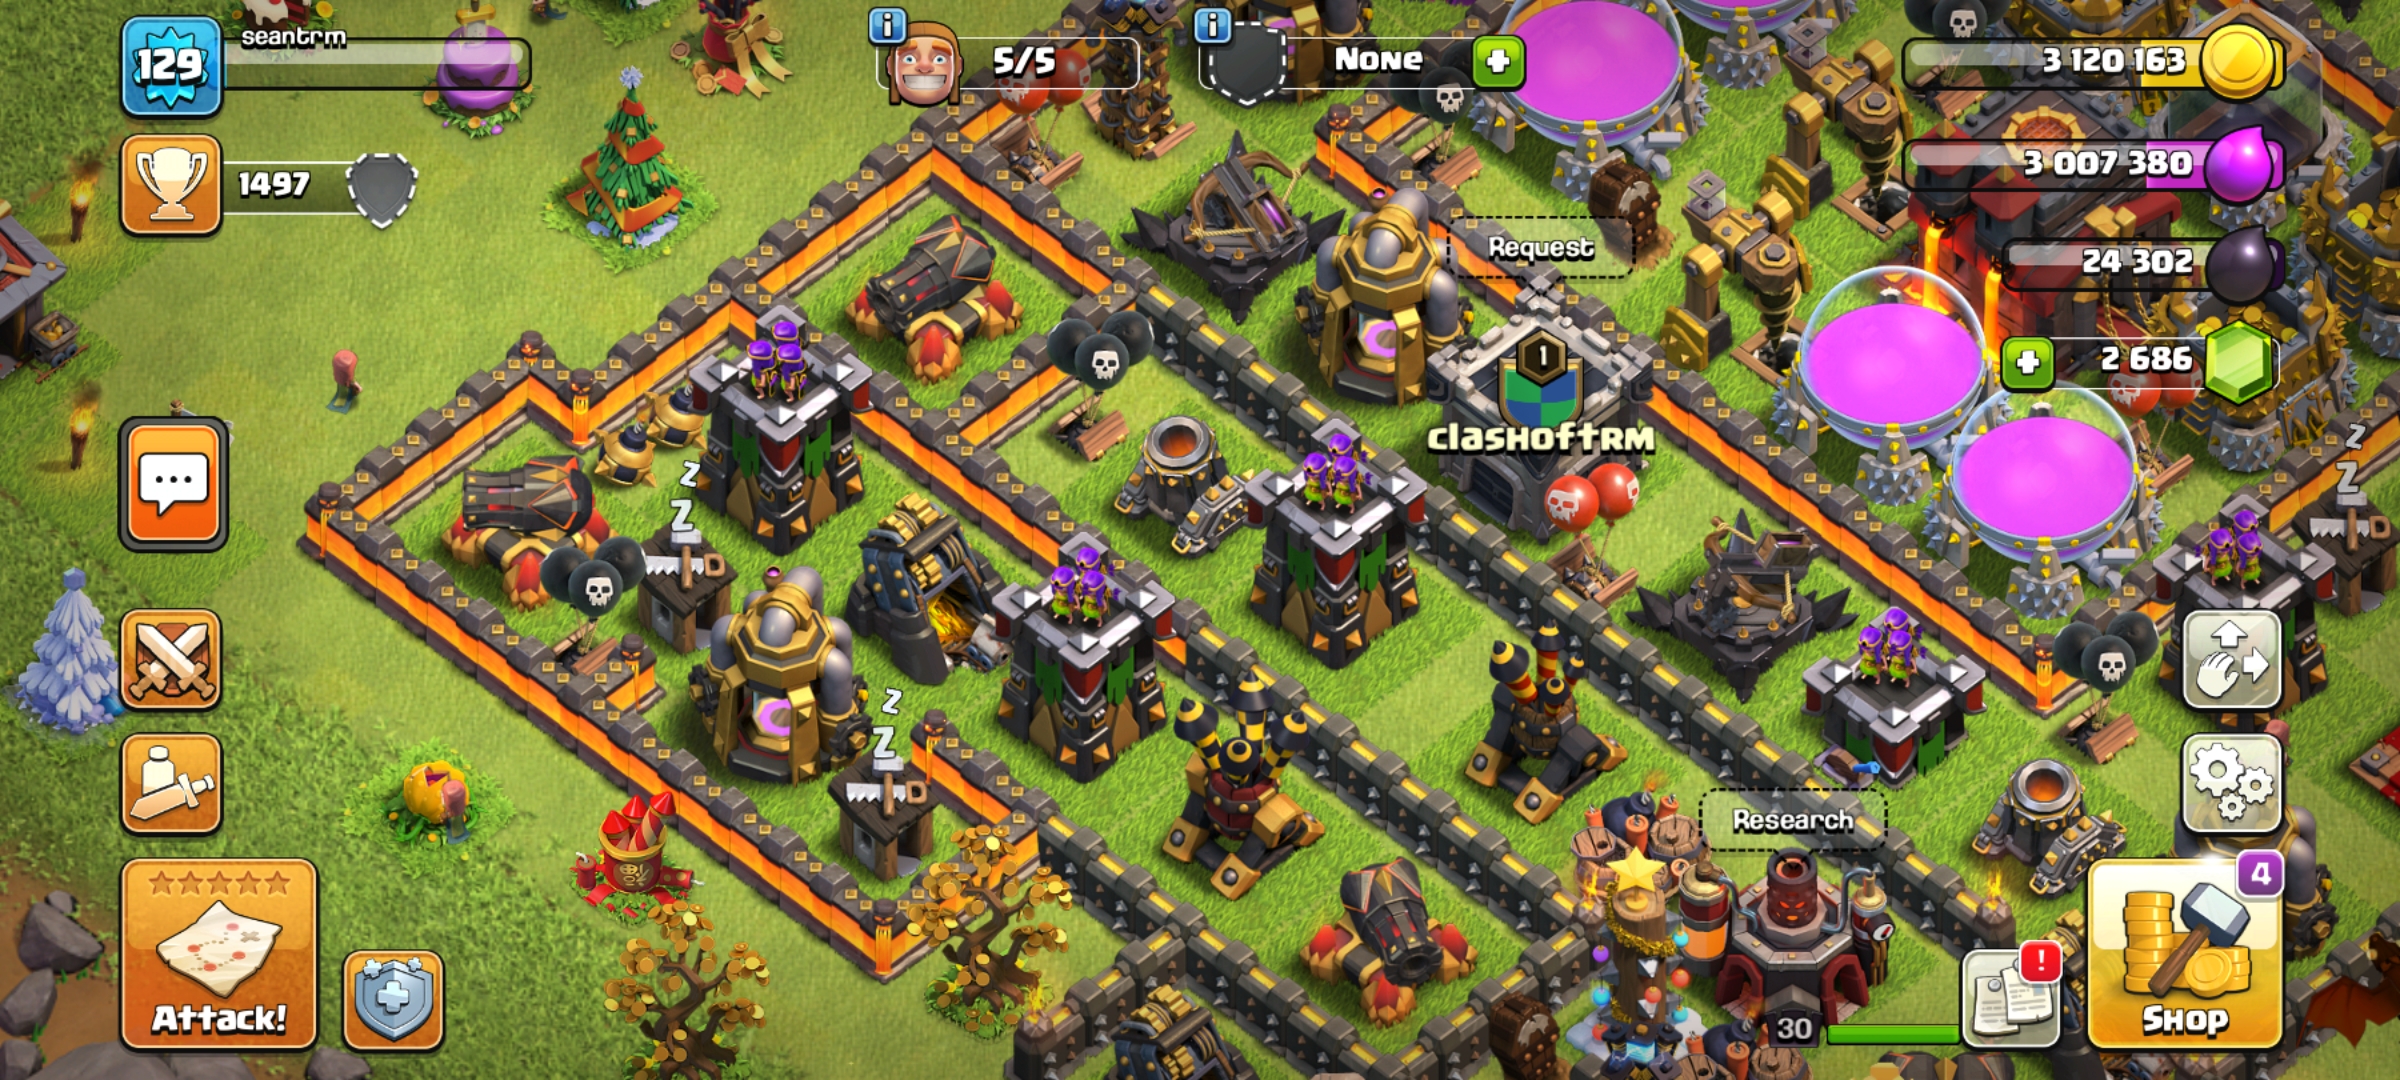 129
seantrm
5/5
None
3 120 163
1497
3 007 380
Request
24 302
1
2 686
clashoftrm
z
Z
z
Z
z
Z
Research
4
Attack!
30
!
Shop